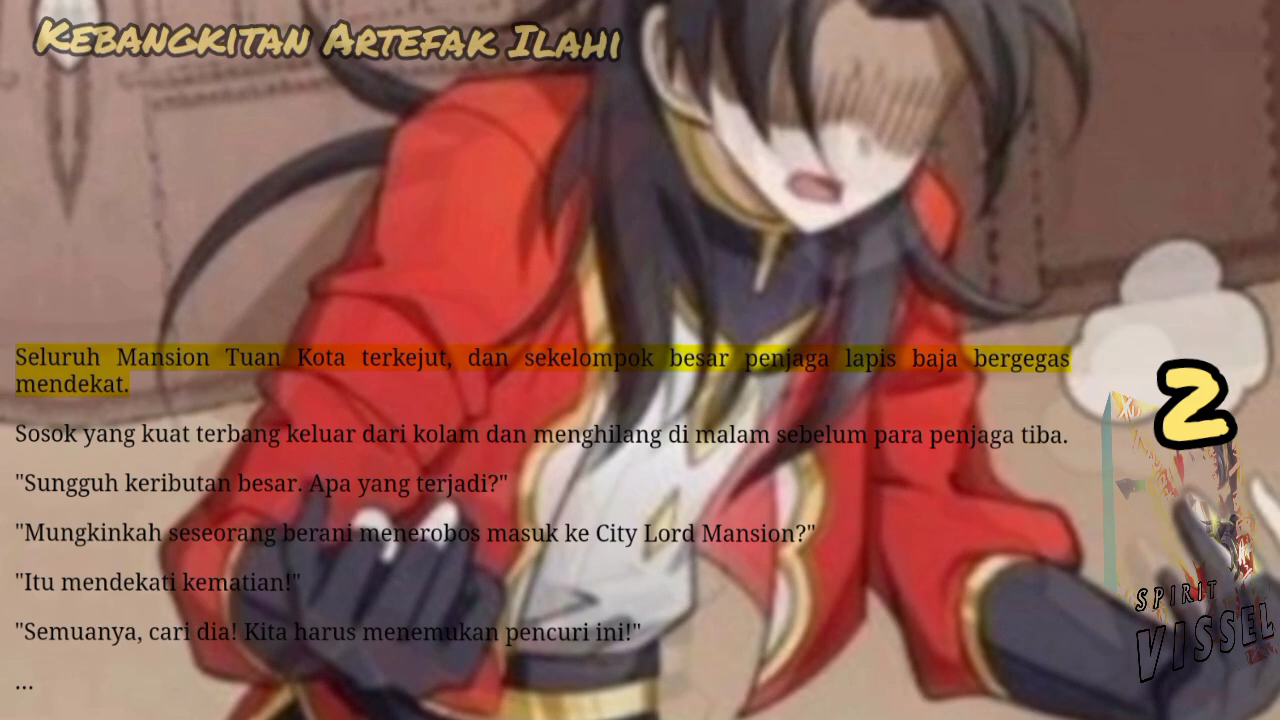 Kebangkitan Artefak Ilahi
Seluruh Mansion Tuan Kota terkejut, dan sekelompok besar penjaga lapis baja bergegas
mendekat.
Sosok yang kuat terbang keluar dari kolam dan menghilang di malam sebelum para penjaga tiba.
"Sungguh keributan besar. Apa yang terjadi?"
"Mungkinkah seseorang berani menerobos masuk ke City Lord Mansion?"
"Itu mendekati kematian!"
"Semuanya, cari dia! Kita harus menemukan pencuri ini!"
...
2
SPIRIT
VISSEL